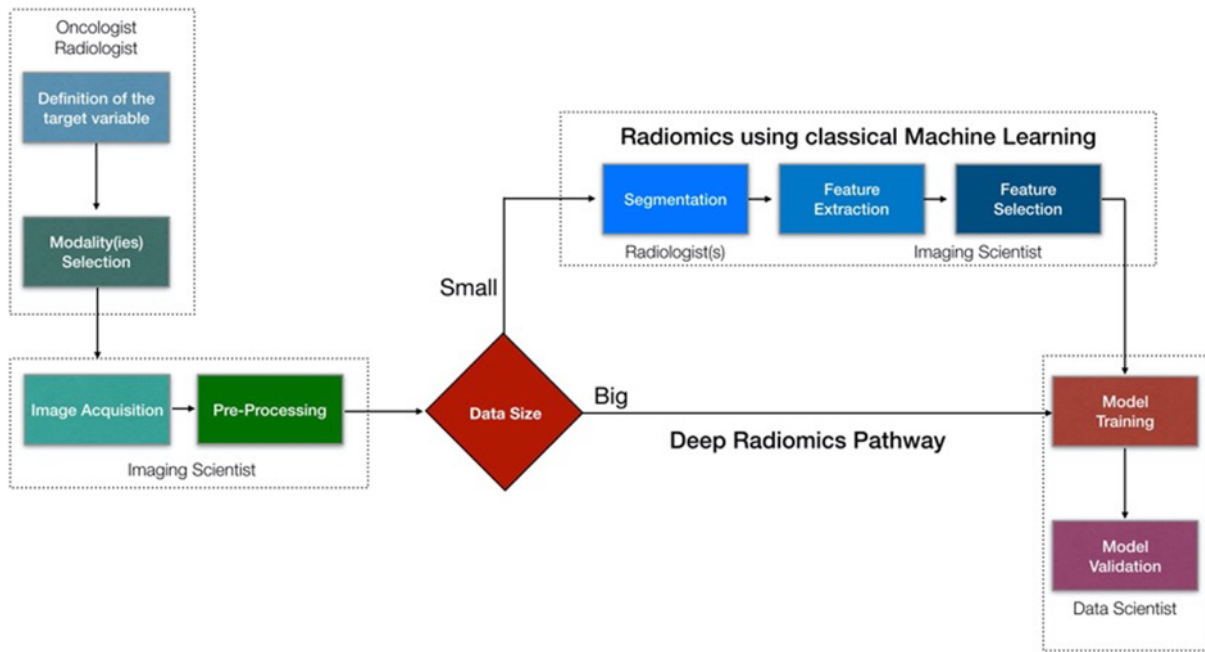 Oncologist
Radiologist
Definition of the
target variable
Modality(ies)
Selection
Image Acquisition
Pre-Processing
Imaging Scientist
Data Size
Small
Big
Radiomics using classical Machine Learning
Segmentation
Feature
Extraction
Feature
Selection
Radiologist(s)
Imaging Scientist
Deep Radiomics Pathway
Model
Training
Model
Validation
Data Scientist